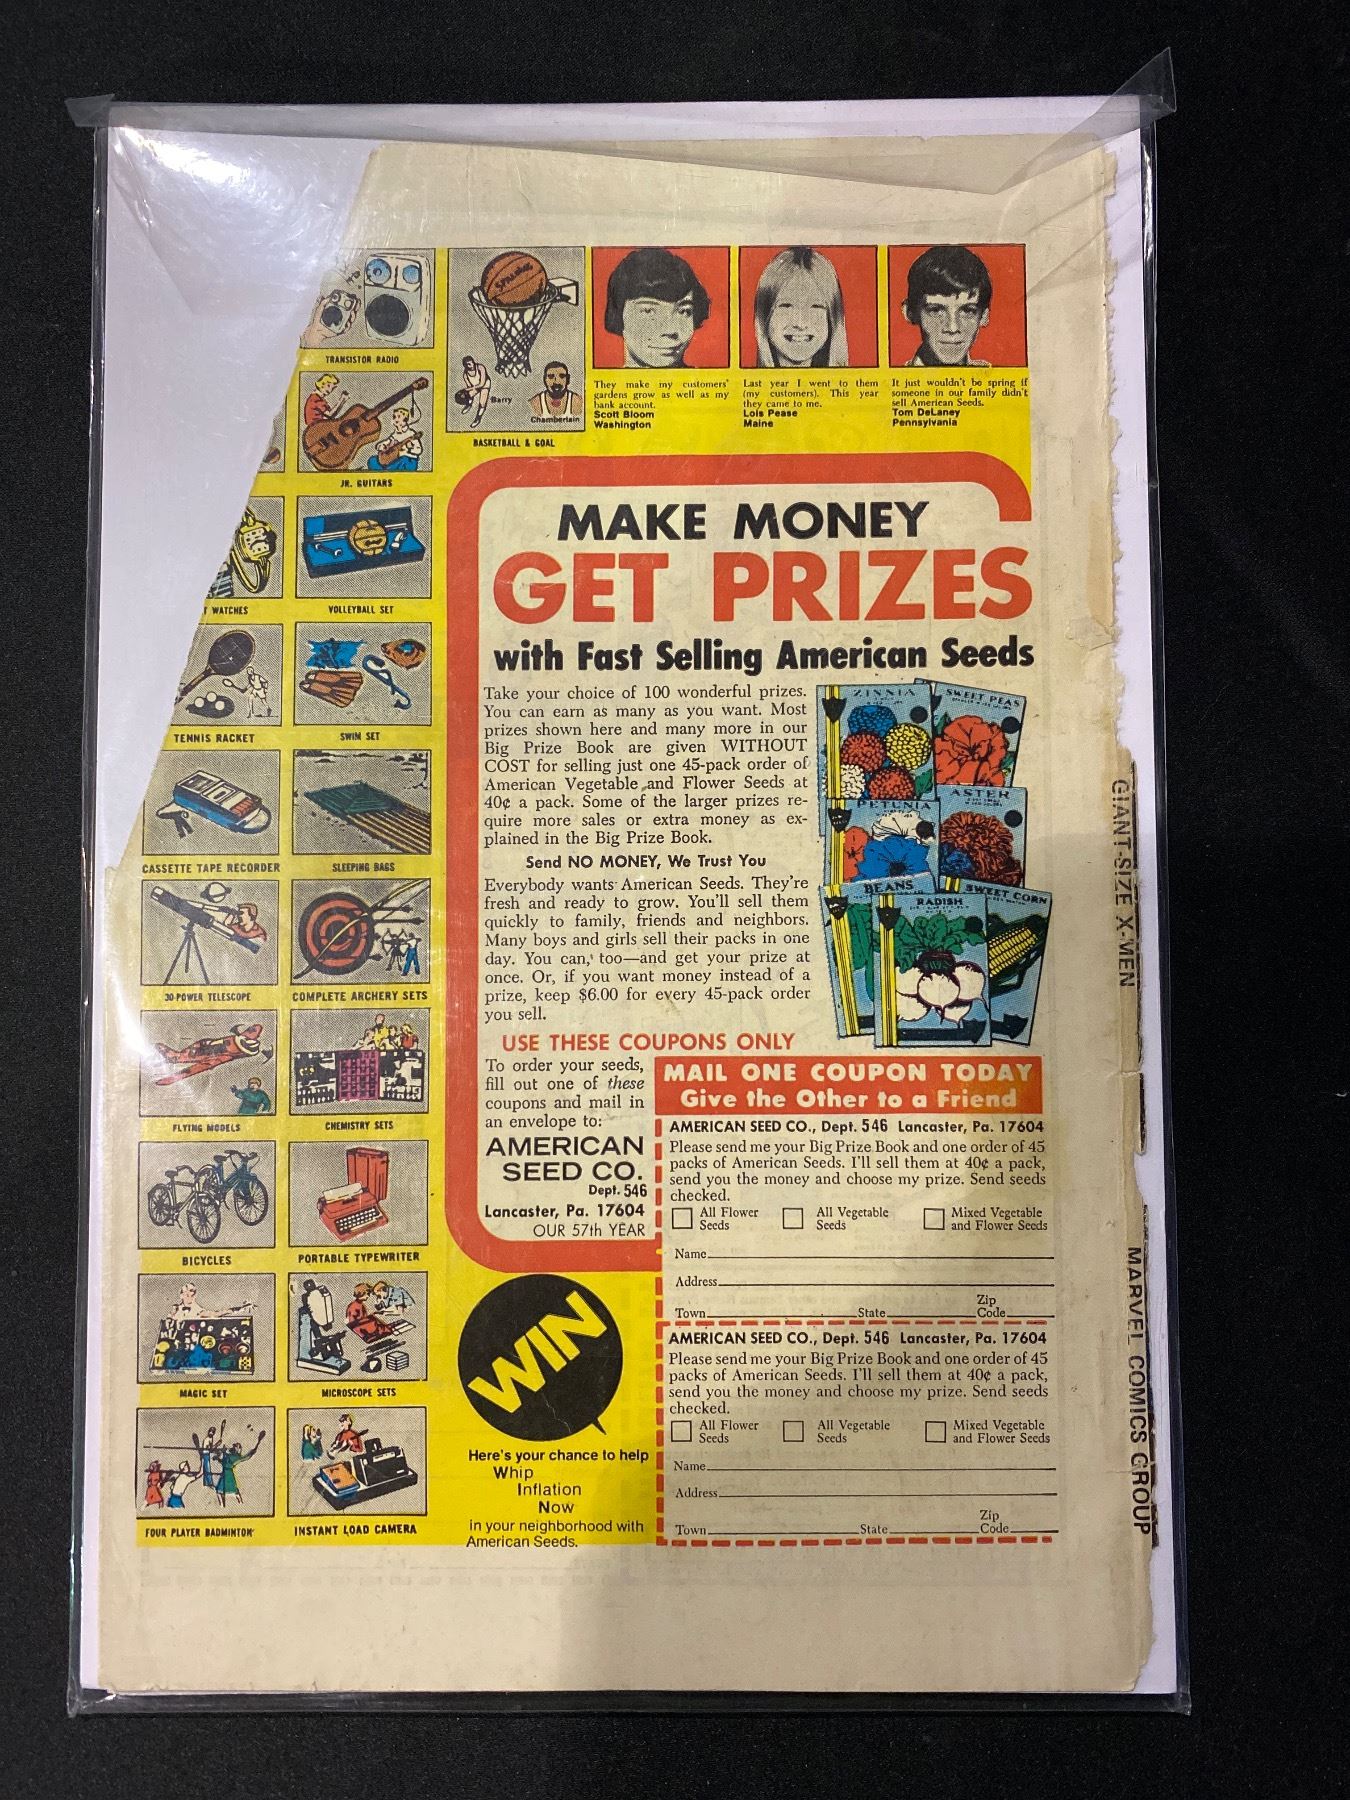 TRANSISTOR RADIO
SPALDING
Barry
Chamberlain
BASKETBALL & GOAL
They make my customers'
gardens grow as well as my
bank account.
Scott Bloom
Washington
Last year I went to them
(my customers). This year
they came to me.
Lois Pease
Maine
It just wouldn't be spring if
someone in our family didn't
sell American Seeds.
Tom DeLaney
Pennsylvania
JR. GUITARS
WATCHES
VOLLEYBALL SET
TENNIS RACKET
SWIM SET
CASSETTE TAPE RECORDER
SLEEPING BAGS
30-POWER TELESCOPE
COMPLETE ARCHERY SETS
FLYING MODELS
CHEMISTRY SETS
BICYCLES
PORTABLE TYPEWRITER
MAGIC SET
MICROSCOPE SETS
FOUR PLAYER BADMINTON
INSTANT LOAD CAMERA
MAKE MONEY
GET PRIZES
with Fast Selling American Seeds
Take your choice of 100 wonderful prizes.
You can earn as many as you want. Most
prizes shown here and many more in our
Big Prize Book are given WITHOUT
COST for selling just one 45-pack order of
American Vegetable and Flower Seeds at
40¢ a pack. Some of the larger prizes re-
quire more sales or extra money as ex-
plained in the Big Prize Book.
Send NO MONEY, We Trust You
Everybody wants American Seeds. They're
fresh and ready to grow. You'll sell them
quickly to family, friends and neighbors.
Many boys and girls sell their packs in one
day. You can, too—and get your prize at
once. Or, if you want money instead of a
prize, keep $6.00 for every 45-pack order
you sell.
ZINNIA
SWEET PEAS
PETUNIA
ASTER
BEANS
RADISH
SWEET CORN
USE THESE COUPONS ONLY
To order your seeds,
fill out one of these
coupons and mail in
an envelope to:
AMERICAN
SEED CO.
Dept. 546
Lancaster, Pa. 17604
OUR 57th YEAR
MAIL ONE COUPON TODAY
Give the Other to a Friend
AMERICAN SEED CO., Dept. 546 Lancaster, Pa. 17604
Please send me your Big Prize Book and one order of 45
packs of American Seeds. I'll sell them at 40¢ a pack,
send you the money and choose my prize. Send seeds
checked.
All Flower
Seeds
All Vegetable
Seeds
Mixed Vegetable
and Flower Seeds
Name
Address
Town State Zip Code
AMERICAN SEED CO., Dept. 546 Lancaster, Pa. 17604
Please send me your Big Prize Book and one order of 45
packs of American Seeds. I'll sell them at 40¢ a pack,
send you the money and choose my prize. Send seeds
checked.
All Flower
Seeds
All Vegetable
Seeds
Mixed Vegetable
and Flower Seeds
Name
Address
Town State Zip Code
WIN
Here's your chance to help
Whip
Inflation
Now
in your neighborhood with
American Seeds.
GIANT-SIZE X-MEN
MARVEL COMICS GROUP